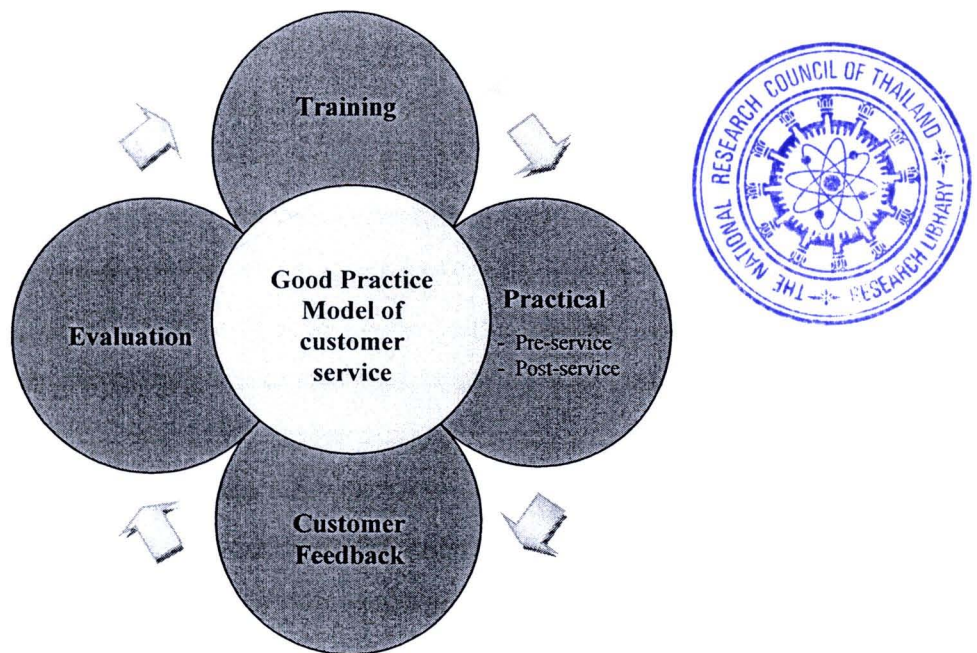 Training
Good Practice
Model of
customer
service
Practical
- Pre-service
- Post-service
Evaluation
Customer
Feedback
THE NATIONAL RESEARCH COUNCIL OF THAILAND
RESEARCH LIBRARY